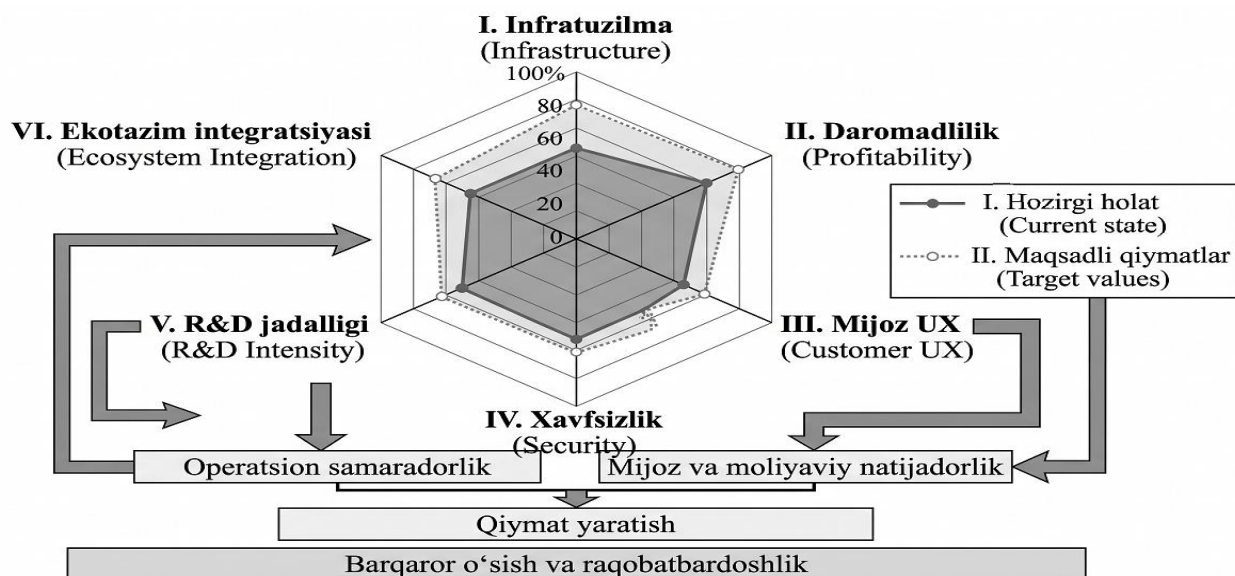 I. Infratuzilma
(Infrastructure)
100%
80
60
40
20
0
VI. Ekotazim integratsiyasi
(Ecosystem Integration)
II. Daromadlilik
(Profitability)
I. Hozirgi holat
(Current state)
II. Maqsadli qiymatlar
(Target values)
V. R&D jadalligi
(R&D Intensity)
III. Mijoz UX
(Customer UX)
IV. Xavfsizlik
(Security)
Operatsion samaradorlik
Mijoz va moliyaviy natijadorlik
Qiymat yaratish
Barqaror o‘sish va raqobatbardoshlik